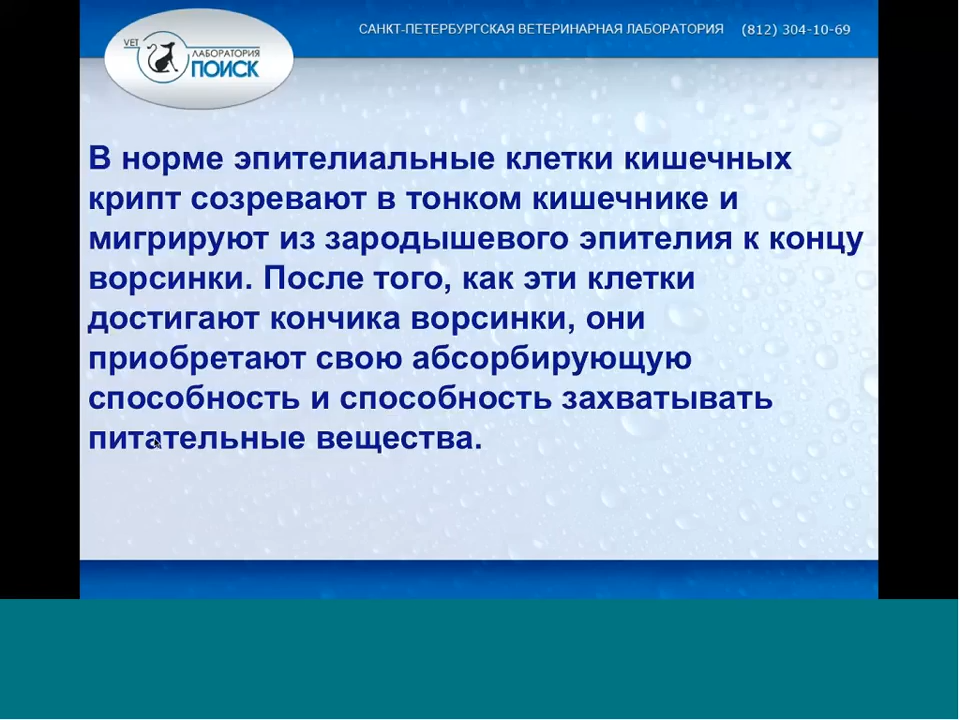 САНКТ-ПЕТЕРБУРГСКАЯ ВЕТЕРИНАРНАЯ ЛАБОРАТОРИЯ (812) 304-10-69
VET ЛАБОРАТОРИЯ
ПОИСК
В норме эпителиальные клетки кишечных
крипт созревают в тонком кишечнике и
мигрируют из зародышевого эпителия к концу
ворсинки. После того, как эти клетки
достигают кончика ворсинки, они
приобретают свою абсорбирующую
способность и способность захватывать
питательные вещества.